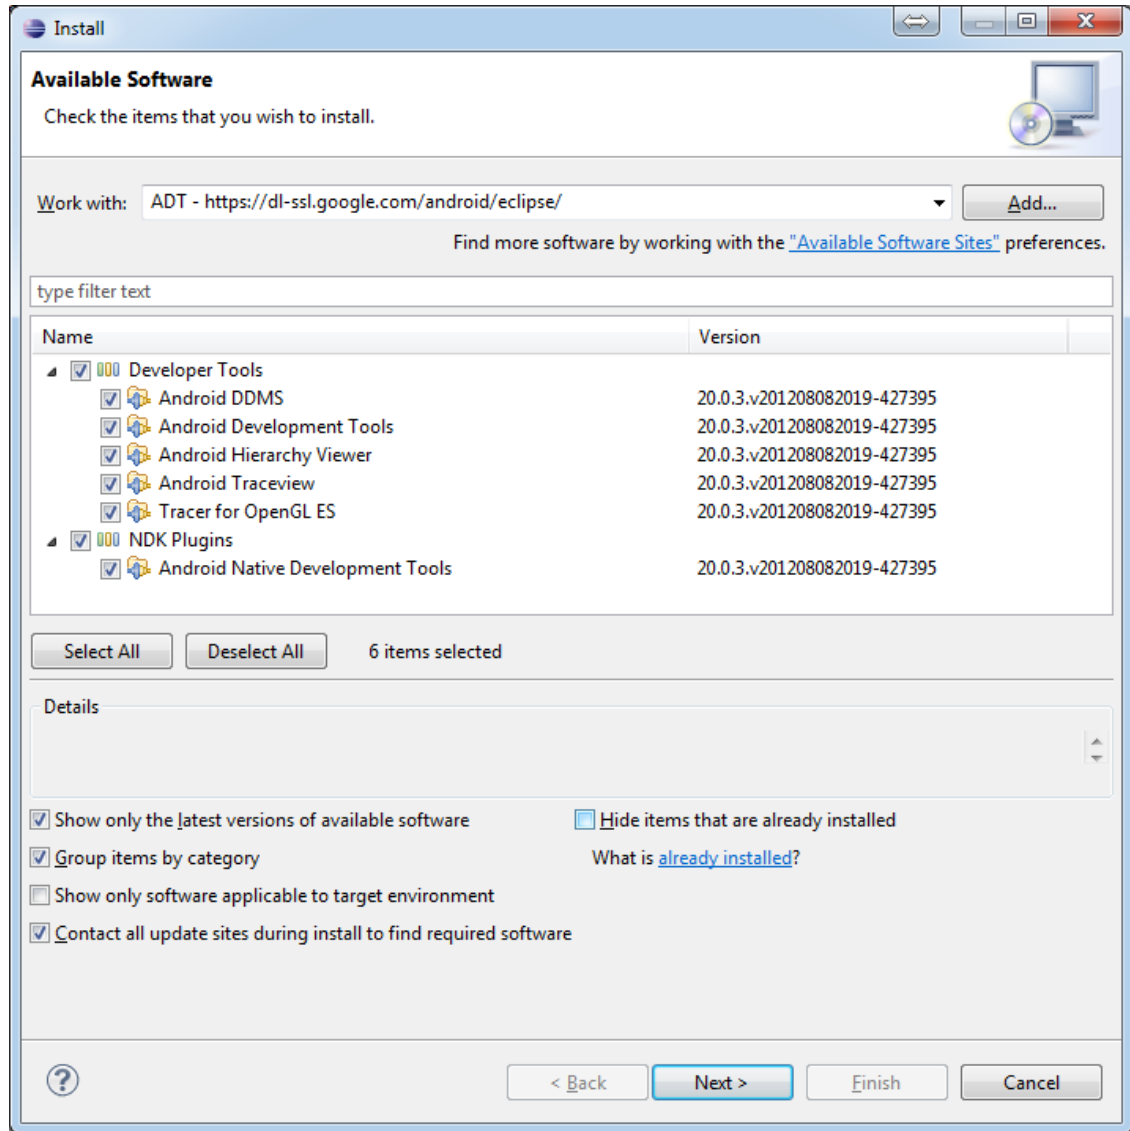 Install
Available Software
Check the items that you wish to install.
Work with: ADT - https://dl-ssl.google.com/android/eclipse/ Add...
Find more software by working with the "Available Software Sites" preferences.
type filter text
Name Version
Developer Tools
Android DDMS 20.0.3.v201208082019-427395
Android Development Tools 20.0.3.v201208082019-427395
Android Hierarchy Viewer 20.0.3.v201208082019-427395
Android Traceview 20.0.3.v201208082019-427395
Tracer for OpenGL ES 20.0.3.v201208082019-427395
NDK Plugins
Android Native Development Tools 20.0.3.v201208082019-427395
Select All Deselect All 6 items selected
Details
Show only the latest versions of available software Hide items that are already installed
Group items by category What is already installed?
Show only software applicable to target environment
Contact all update sites during install to find required software
? < Back Next > Finish Cancel